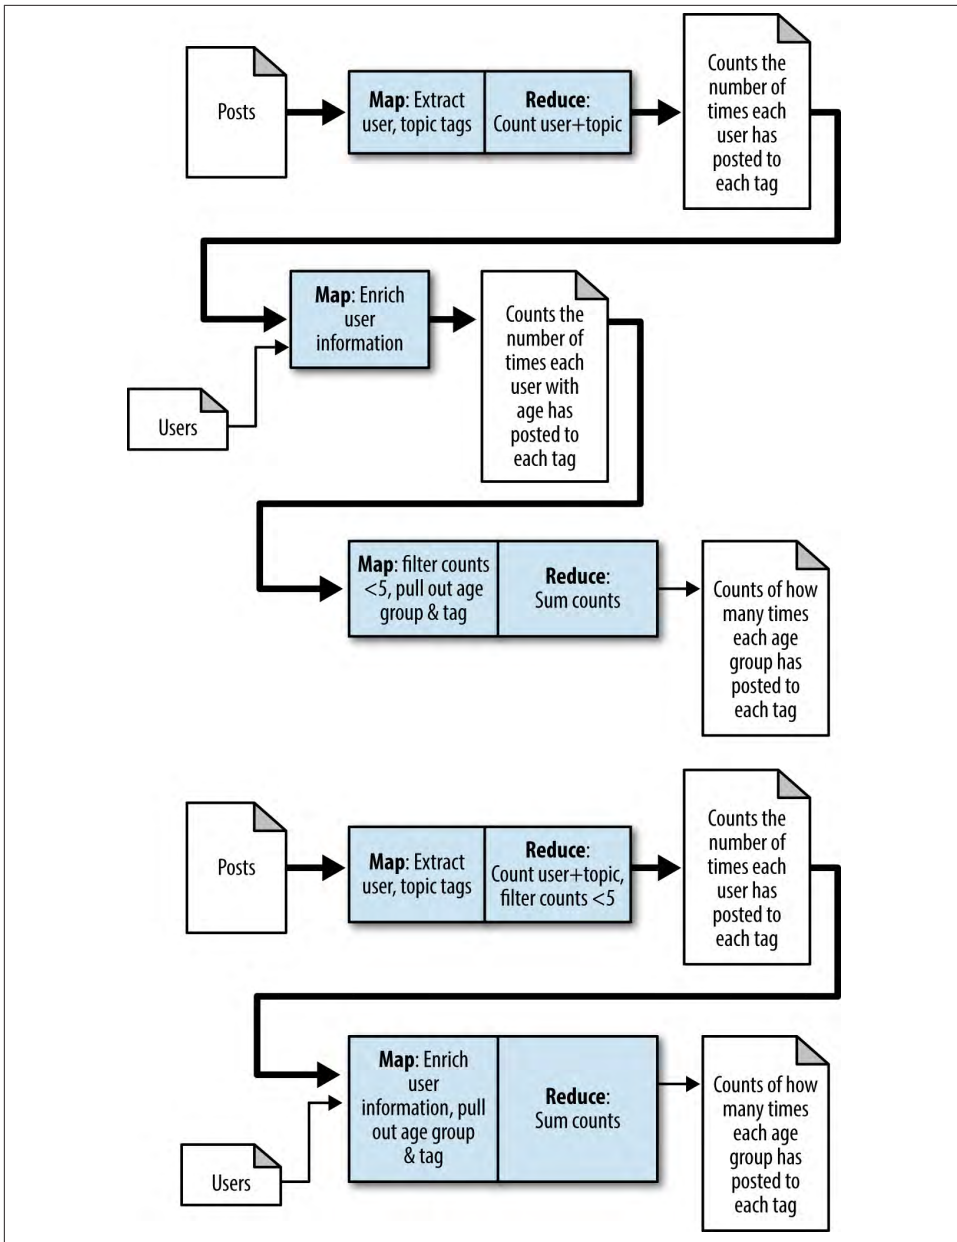 Posts
Map: Extract
user, topic tags
Reduce:
Count user+topic
Counts the
number of
times each
user has
posted to
each tag
Map: Enrich
user
information
Users
Counts the
number of
times each
user with
age has
posted to
each tag
Map: filter counts
<5, pull out age
group & tag
Reduce:
Sum counts
Counts of how
many times
each age
group has
posted to
each tag
Posts
Map: Extract
user, topic tags
Reduce:
Count user+topic,
filter counts <5
Counts the
number of
times each
user has
posted to
each tag
Map: Enrich
user
information, pull
out age group
& tag
Users
Reduce:
Sum counts
Counts of how
many times
each age
group has
posted to
each tag